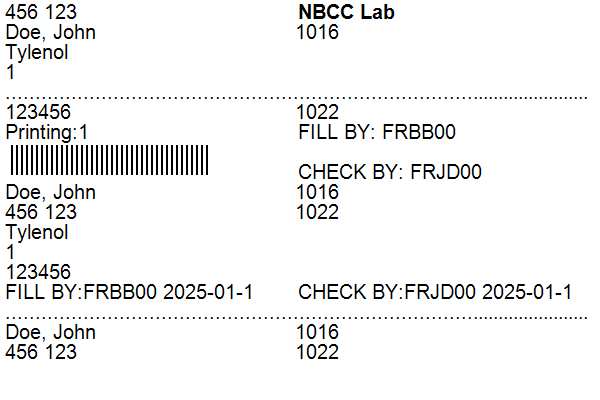 456 123 NBCC Lab
Doe, John 1016
Tylenol
1
123456 1022
Printing:1 FILL BY: FRBB00
CHECK BY: FRJD00
Doe, John 1016
456 123 1022
Tylenol
1
123456
FILL BY:FRBB00 2025-01-1 CHECK BY:FRJD00 2025-01-1
Doe, John 1016
456 123 1022